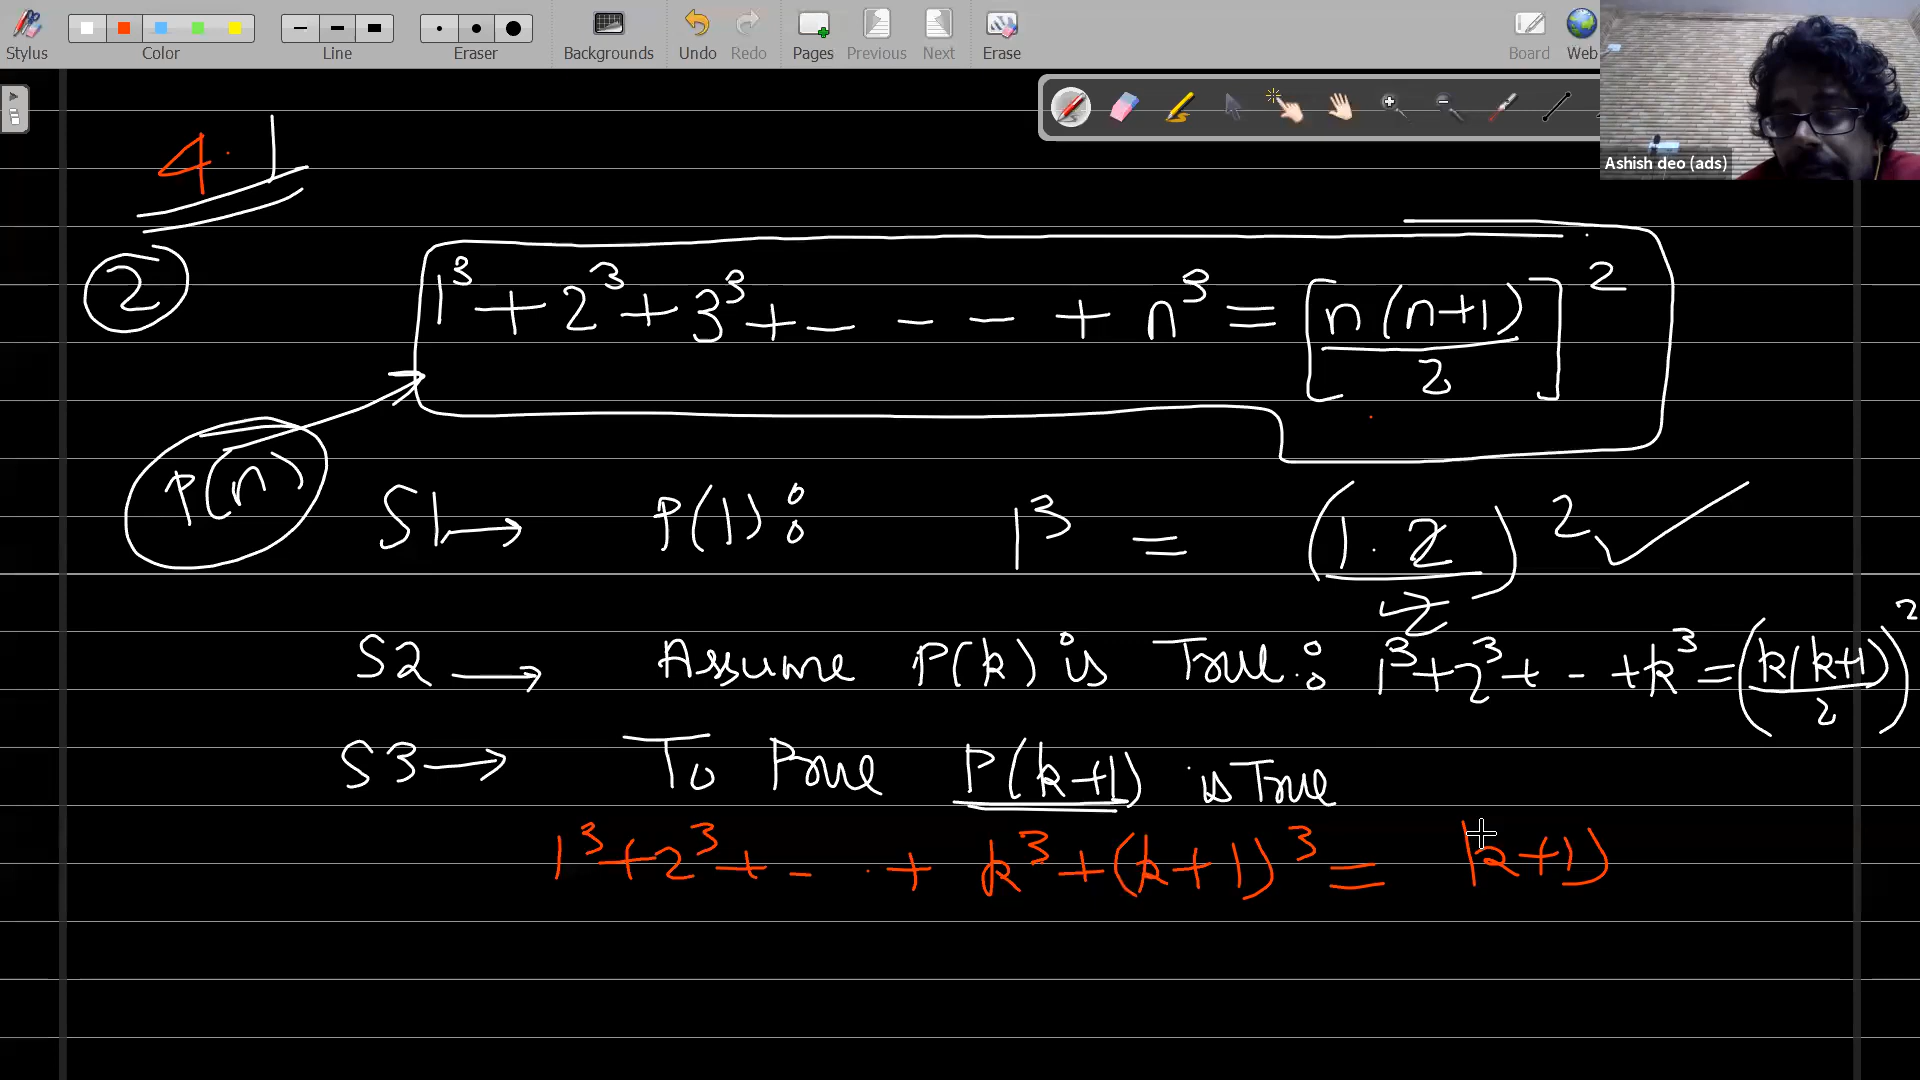 Stylus Color Line Eraser Backgrounds Undo Redo Pages Previous Next Erase Board Web
Ashish deo (ads)
4.1
2 1³ + 2³ + 3³ + - - - - + n³ = [n(n+1)/2]²
P(n)
S1 → P(1): 1³ = (1.2/2)² ✓
S2 → Assume P(k) is True: 1³+2³+ - - +k³ = (k(k+1)/2)²
S3 → To Prove P(k+1) is True
1³+2³+ - . + k³+(k+1)³ = k+1)